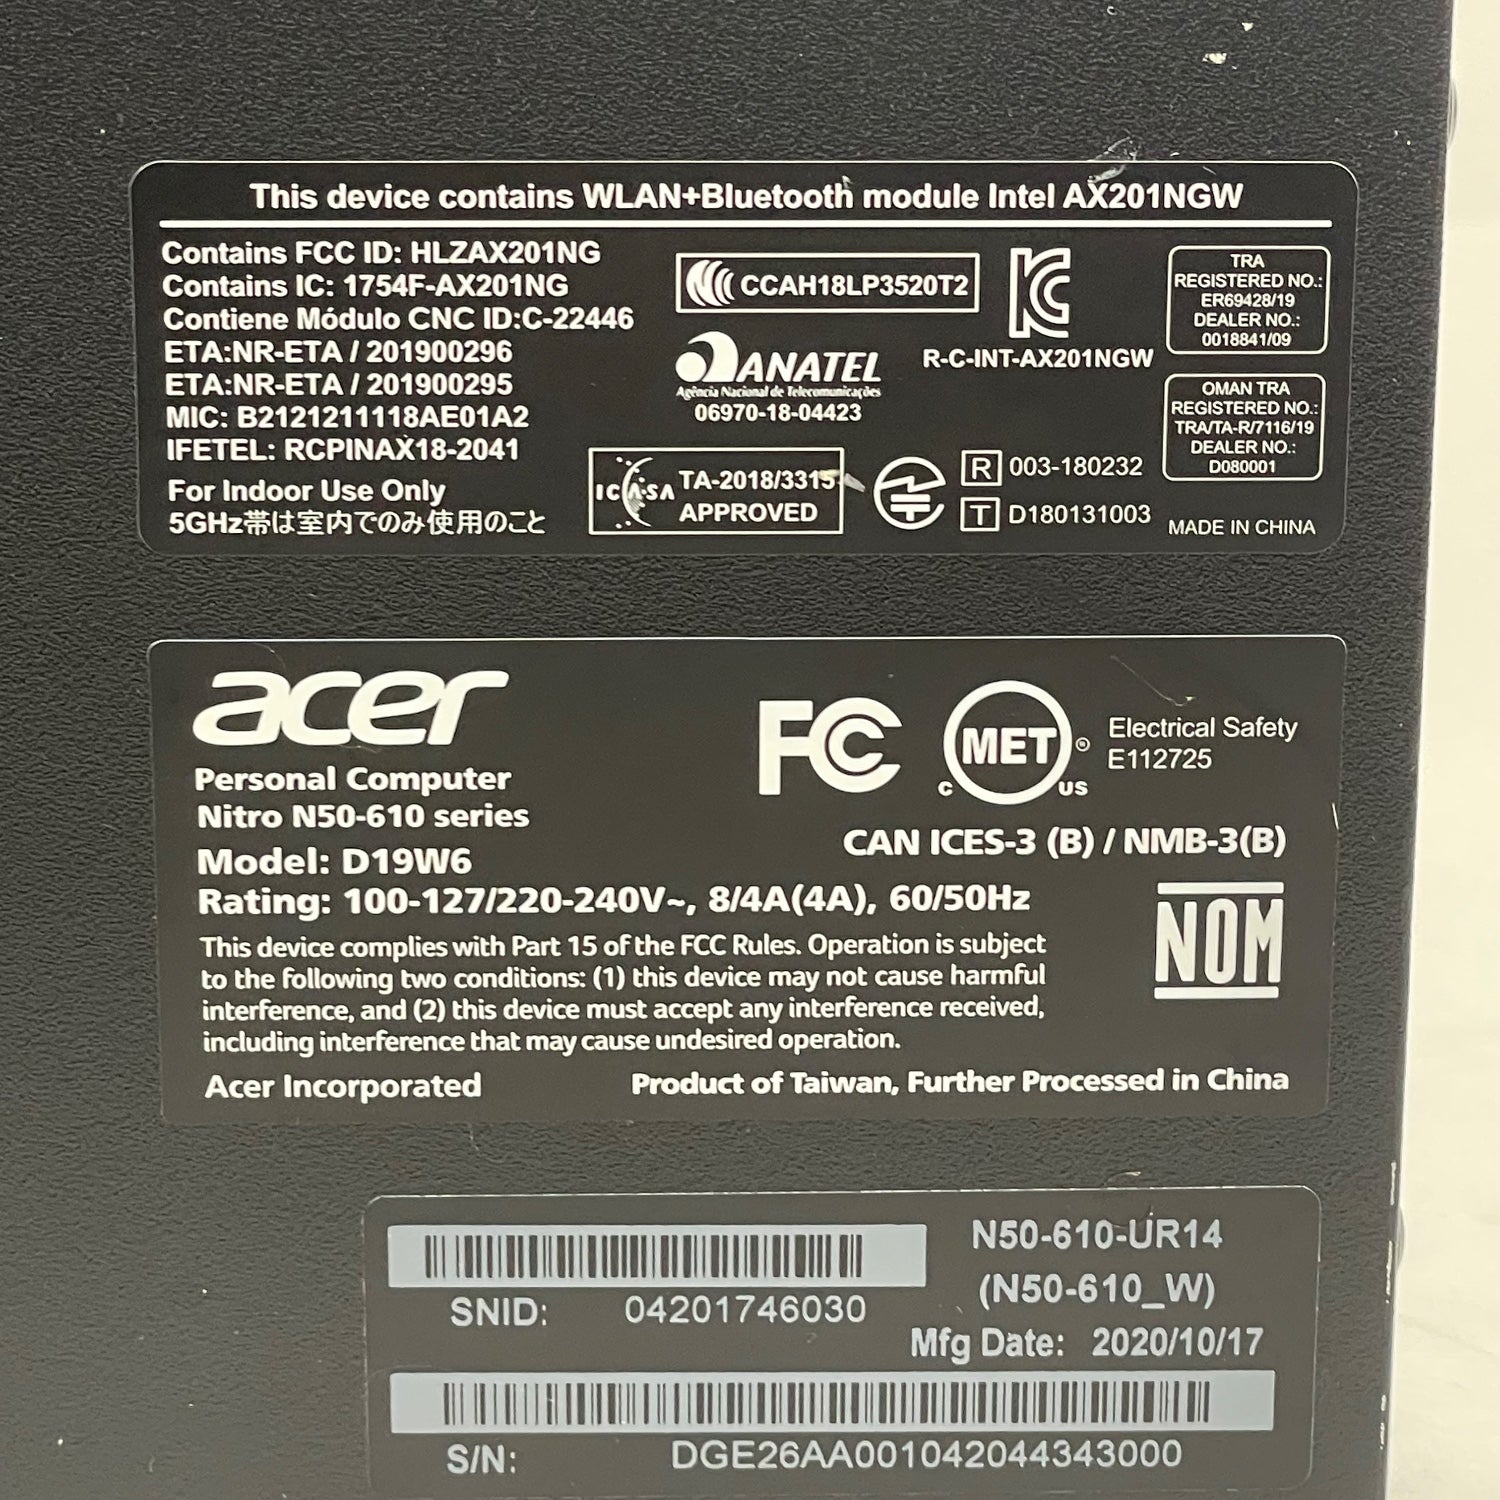 This device contains WLAN+Bluetooth module Intel AX201NGW
Contains FCC ID: HLZAX201NG
Contains IC: 1754F-AX201NG
Contiene Módulo CNC ID:C-22446
ETA:NR-ETA / 201900296
ETA:NR-ETA / 201900295
MIC: B2121211118AE01A2
IFETEL: RCPINAX18-2041
For Indoor Use Only
5GHz帯は室内でのみ使用のこと
CCAH18LP3520T2
ANATEL
Agência Nacional de Telecomunicações
06970-18-04423
R-C-INT-AX201NGW
ICASA
TA-2018/3315
APPROVED
R 003-180232
T D180131003
TRA
REGISTERED NO.:
ER69428/19
DEALER NO.:
0018841/09
OMAN TRA
REGISTERED NO.:
TRA/TA-R/7116/19
DEALER NO.:
D080001
MADE IN CHINA
acer
Personal Computer
Nitro N50-610 series
Model: D19W6
Rating: 100-127/220-240V~, 8/4A(4A), 60/50Hz
FC
MET
C US
Electrical Safety
E112725
CAN ICES-3 (B) / NMB-3(B)
NOM
This device complies with Part 15 of the FCC Rules. Operation is subject
to the following two conditions: (1) this device may not cause harmful
interference, and (2) this device must accept any interference received,
including interference that may cause undesired operation.
Acer Incorporated
Product of Taiwan, Further Processed in China
SNID: 04201746030
N50-610-UR14
(N50-610_W)
Mfg Date: 2020/10/17
S/N: DGE26AA001042044343000